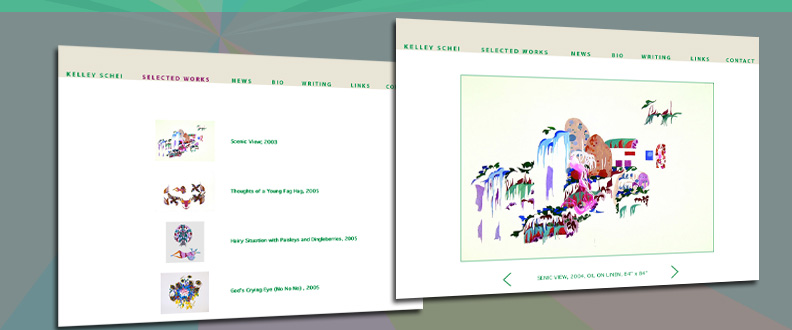 KELLEY SCHEI SELECTED WORKS NEWS BIO WRITING LINKS
Scenic View, 2003
Thoughts of a Young Fag Hag, 2005
Hairy Situation with Paisleys and Dingleberries, 2005
God's Crying Eye (No No No), 2005
KELLEY SCHEI SELECTED WORKS NEWS BIO WRITING LINKS CONTACT
SCENIC VIEW, 2004. OIL ON LINEN. 84" x 84"